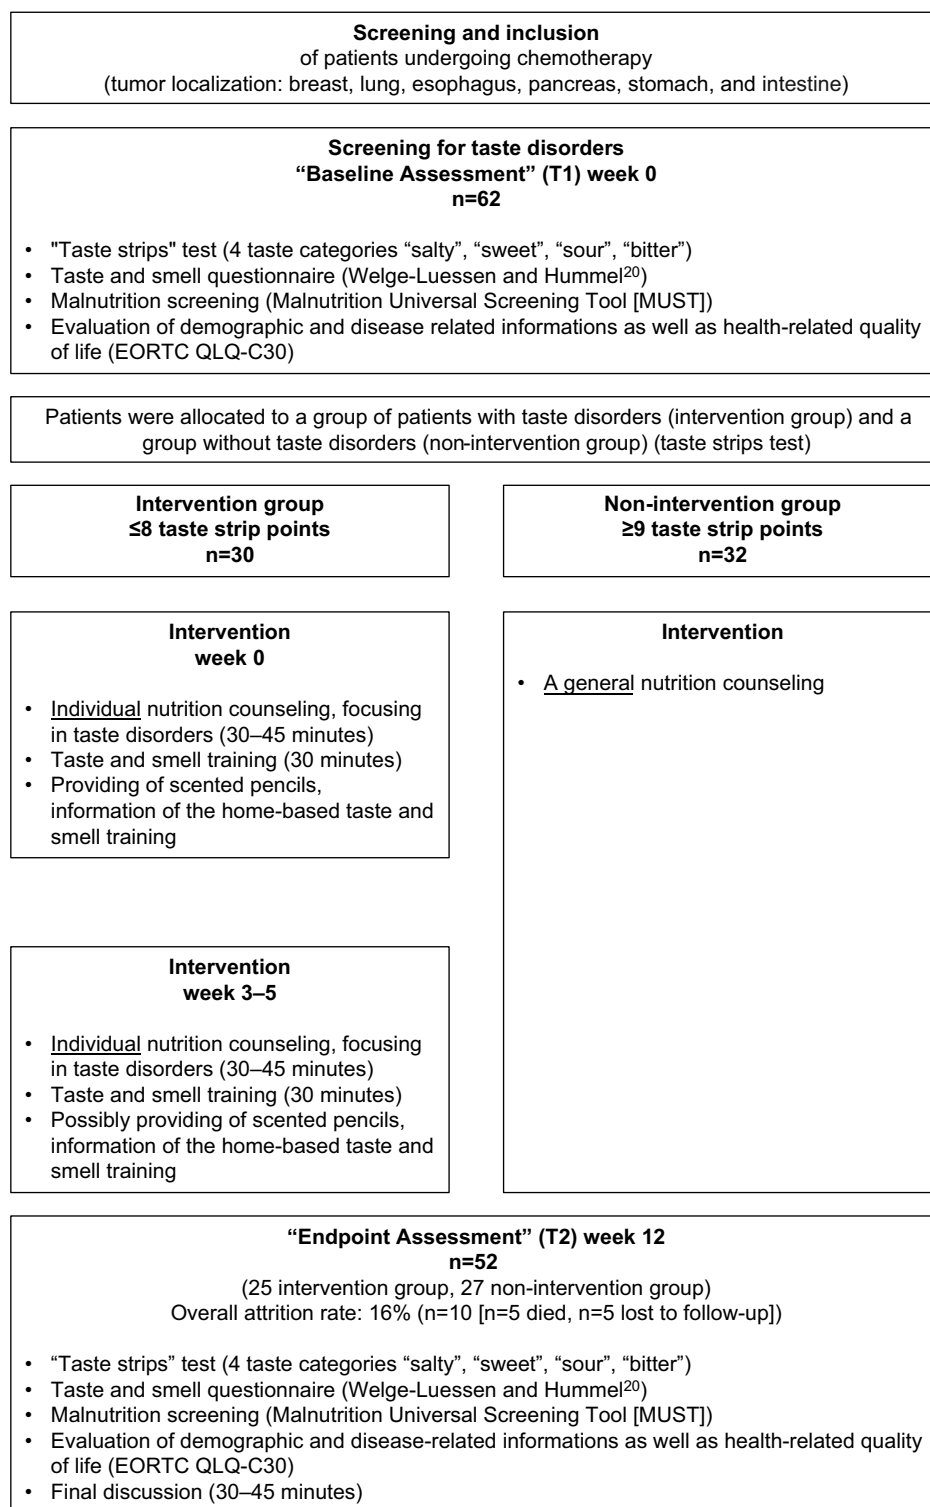 Screening and inclusion
of patients undergoing chemotherapy
(tumor localization: breast, lung, esophagus, pancreas, stomach, and intestine)
Screening for taste disorders
“Baseline Assessment” (T1) week 0
n=62
• "Taste strips" test (4 taste categories “salty”, “sweet”, “sour”, “bitter”)
• Taste and smell questionnaire (Welge-Luessen and Hummel20)
• Malnutrition screening (Malnutrition Universal Screening Tool [MUST])
• Evaluation of demographic and disease related informations as well as health-related quality
of life (EORTC QLQ-C30)
Patients were allocated to a group of patients with taste disorders (intervention group) and a
group without taste disorders (non-intervention group) (taste strips test)
Intervention group
≤8 taste strip points
n=30
Non-intervention group
≥9 taste strip points
n=32
Intervention
week 0
• Individual nutrition counseling, focusing
in taste disorders (30–45 minutes)
• Taste and smell training (30 minutes)
• Providing of scented pencils,
information of the home-based taste and
smell training
Intervention
• A general nutrition counseling
Intervention
week 3–5
• Individual nutrition counseling, focusing
in taste disorders (30–45 minutes)
• Taste and smell training (30 minutes)
• Possibly providing of scented pencils,
information of the home-based taste and
smell training
“Endpoint Assessment” (T2) week 12
n=52
(25 intervention group, 27 non-intervention group)
Overall attrition rate: 16% (n=10 [n=5 died, n=5 lost to follow-up])
• “Taste strips” test (4 taste categories “salty”, “sweet”, “sour”, “bitter”)
• Taste and smell questionnaire (Welge-Luessen and Hummel20)
• Malnutrition screening (Malnutrition Universal Screening Tool [MUST])
• Evaluation of demographic and disease-related informations as well as health-related quality
of life (EORTC QLQ-C30)
• Final discussion (30–45 minutes)